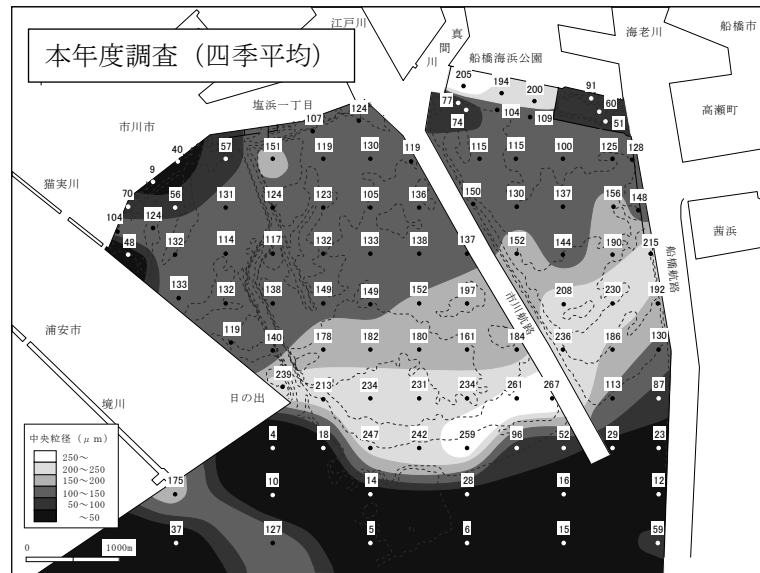 本年度調査（四季平均）
江戸川
真間川
船橋海浜公園
海老川
船橋市
高瀬町
塩浜一丁目
市川市
猫実川
茜浜
船橋航路
市川航路
浦安市
日の出
境川
205 194 200 91 60 51
77 74 104 109
124 107
40 57 151 119 130 119 115 115 100 125 128
9
70 56 131 124 123 105 136 150 130 137 156 148
104 124
48 132 114 117 132 133 138 137 152 144 190 215
133 132 138 149 149 152 197 208 230 192
119 140 178 182 180 161 184 236 186 130
239 213 234 231 234 261 267 113 87
4 18 247 242 259 96 52 29 23
175 10 14 28 16 12
37 127 5 6 15 59
中央粒径（μm）
250～
200～250
150～200
100～150
50～100
～50
0 1000m